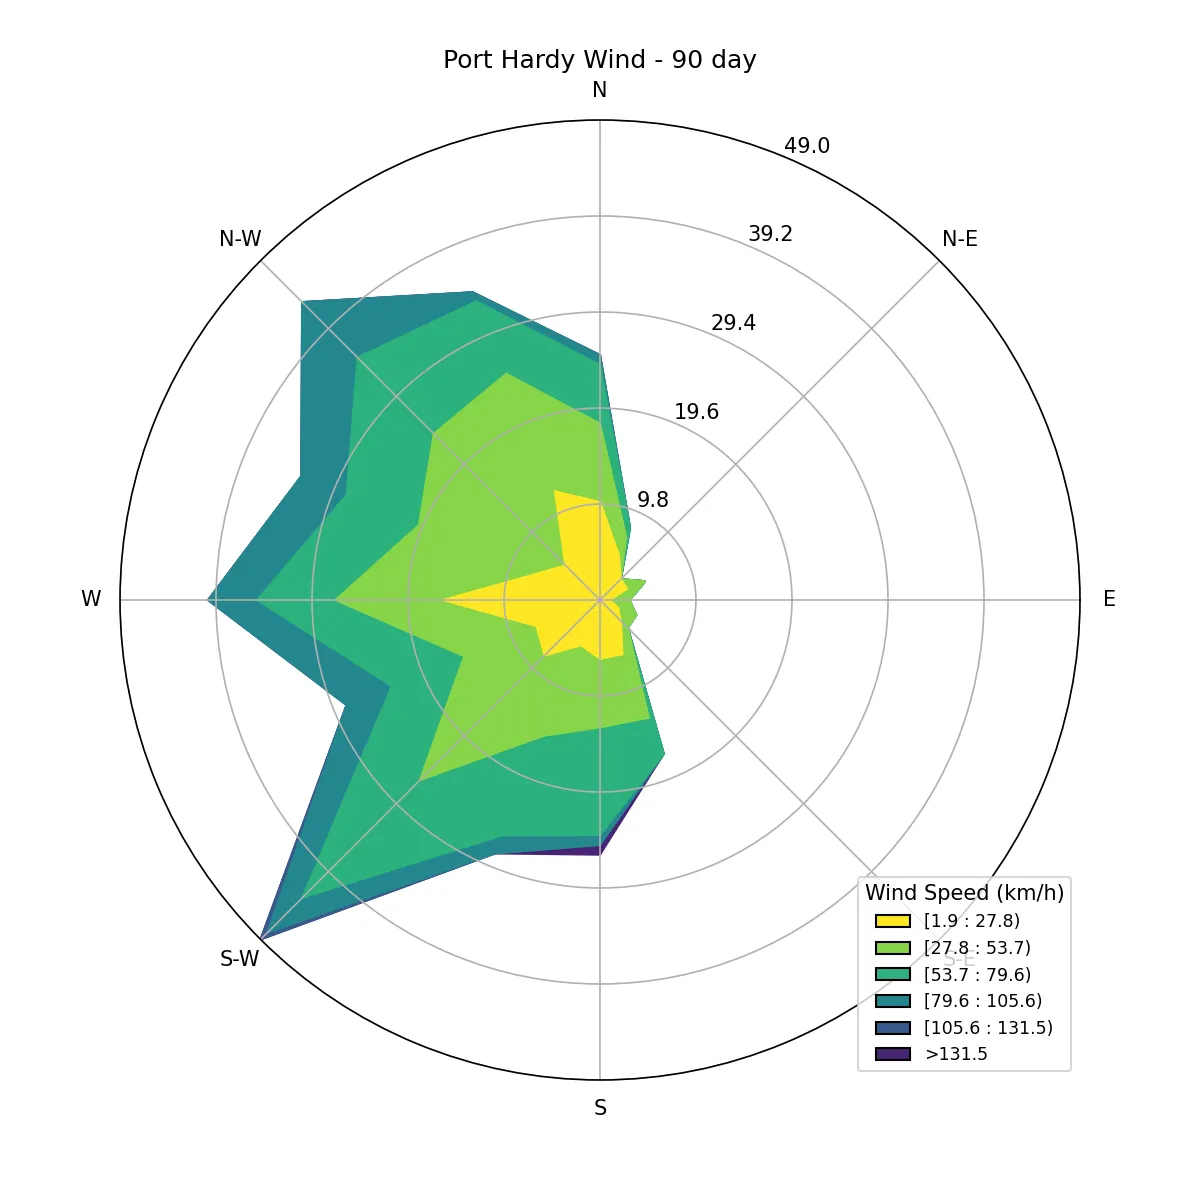 Port Hardy Wind - 90 day
N
49.0
39.2
N-W
N-E
29.4
19.6
9.8
W
E
Wind Speed (km/h)
[1.9 : 27.8)
[27.8 : 53.7)
S-W
S-E
[53.7 : 79.6)
[79.6 : 105.6)
[105.6 : 131.5)
>131.5
S